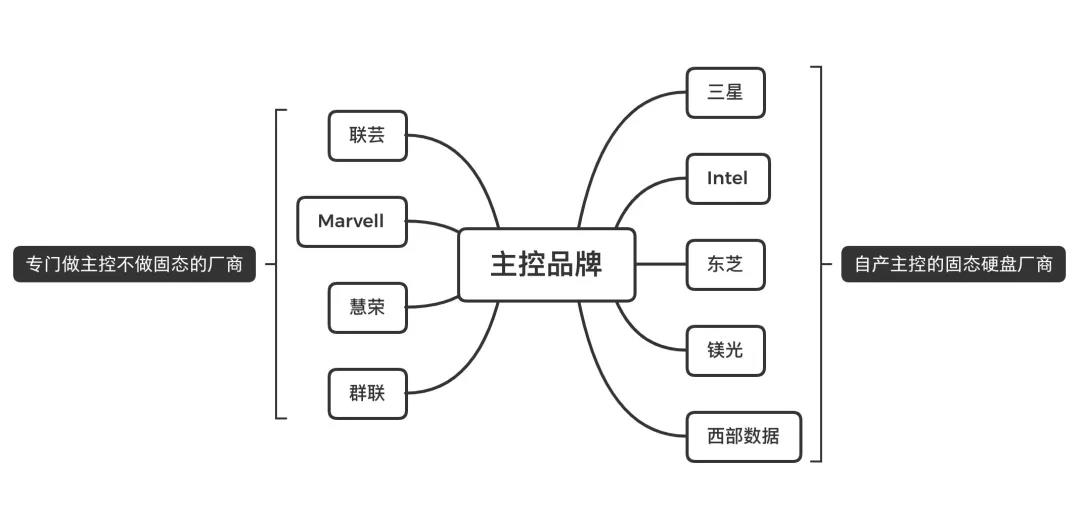 专门做主控不做固态的厂商
联芸
Marvell
慧荣
群联
主控品牌
三星
Intel
东芝
镁光
西部数据
自产主控的固态硬盘厂商